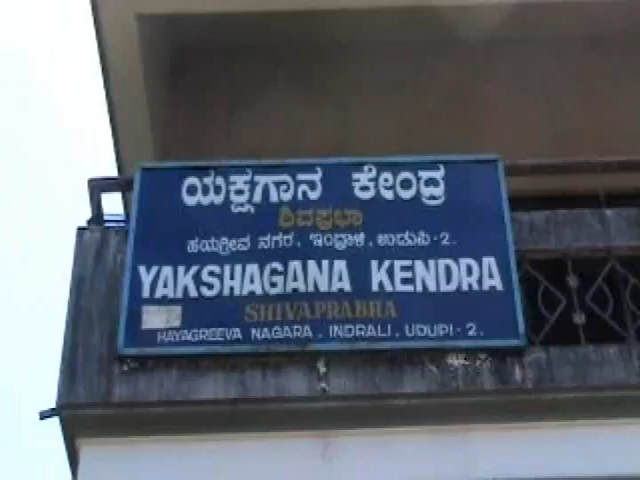 ಯಕ್ಷಗಾನ ಕೇಂದ್ರ
ಶಿವಪ್ರಭಾ
ಹಯಗ್ರೀವ ನಗರ, ಇಂದ್ರಾಳಿ, ಉಡುಪಿ-2.
YAKSHAGANA KENDRA
SHIVAPRABHA
HAYAGREEVA NAGARA, INDRALI, UDUPI-2.